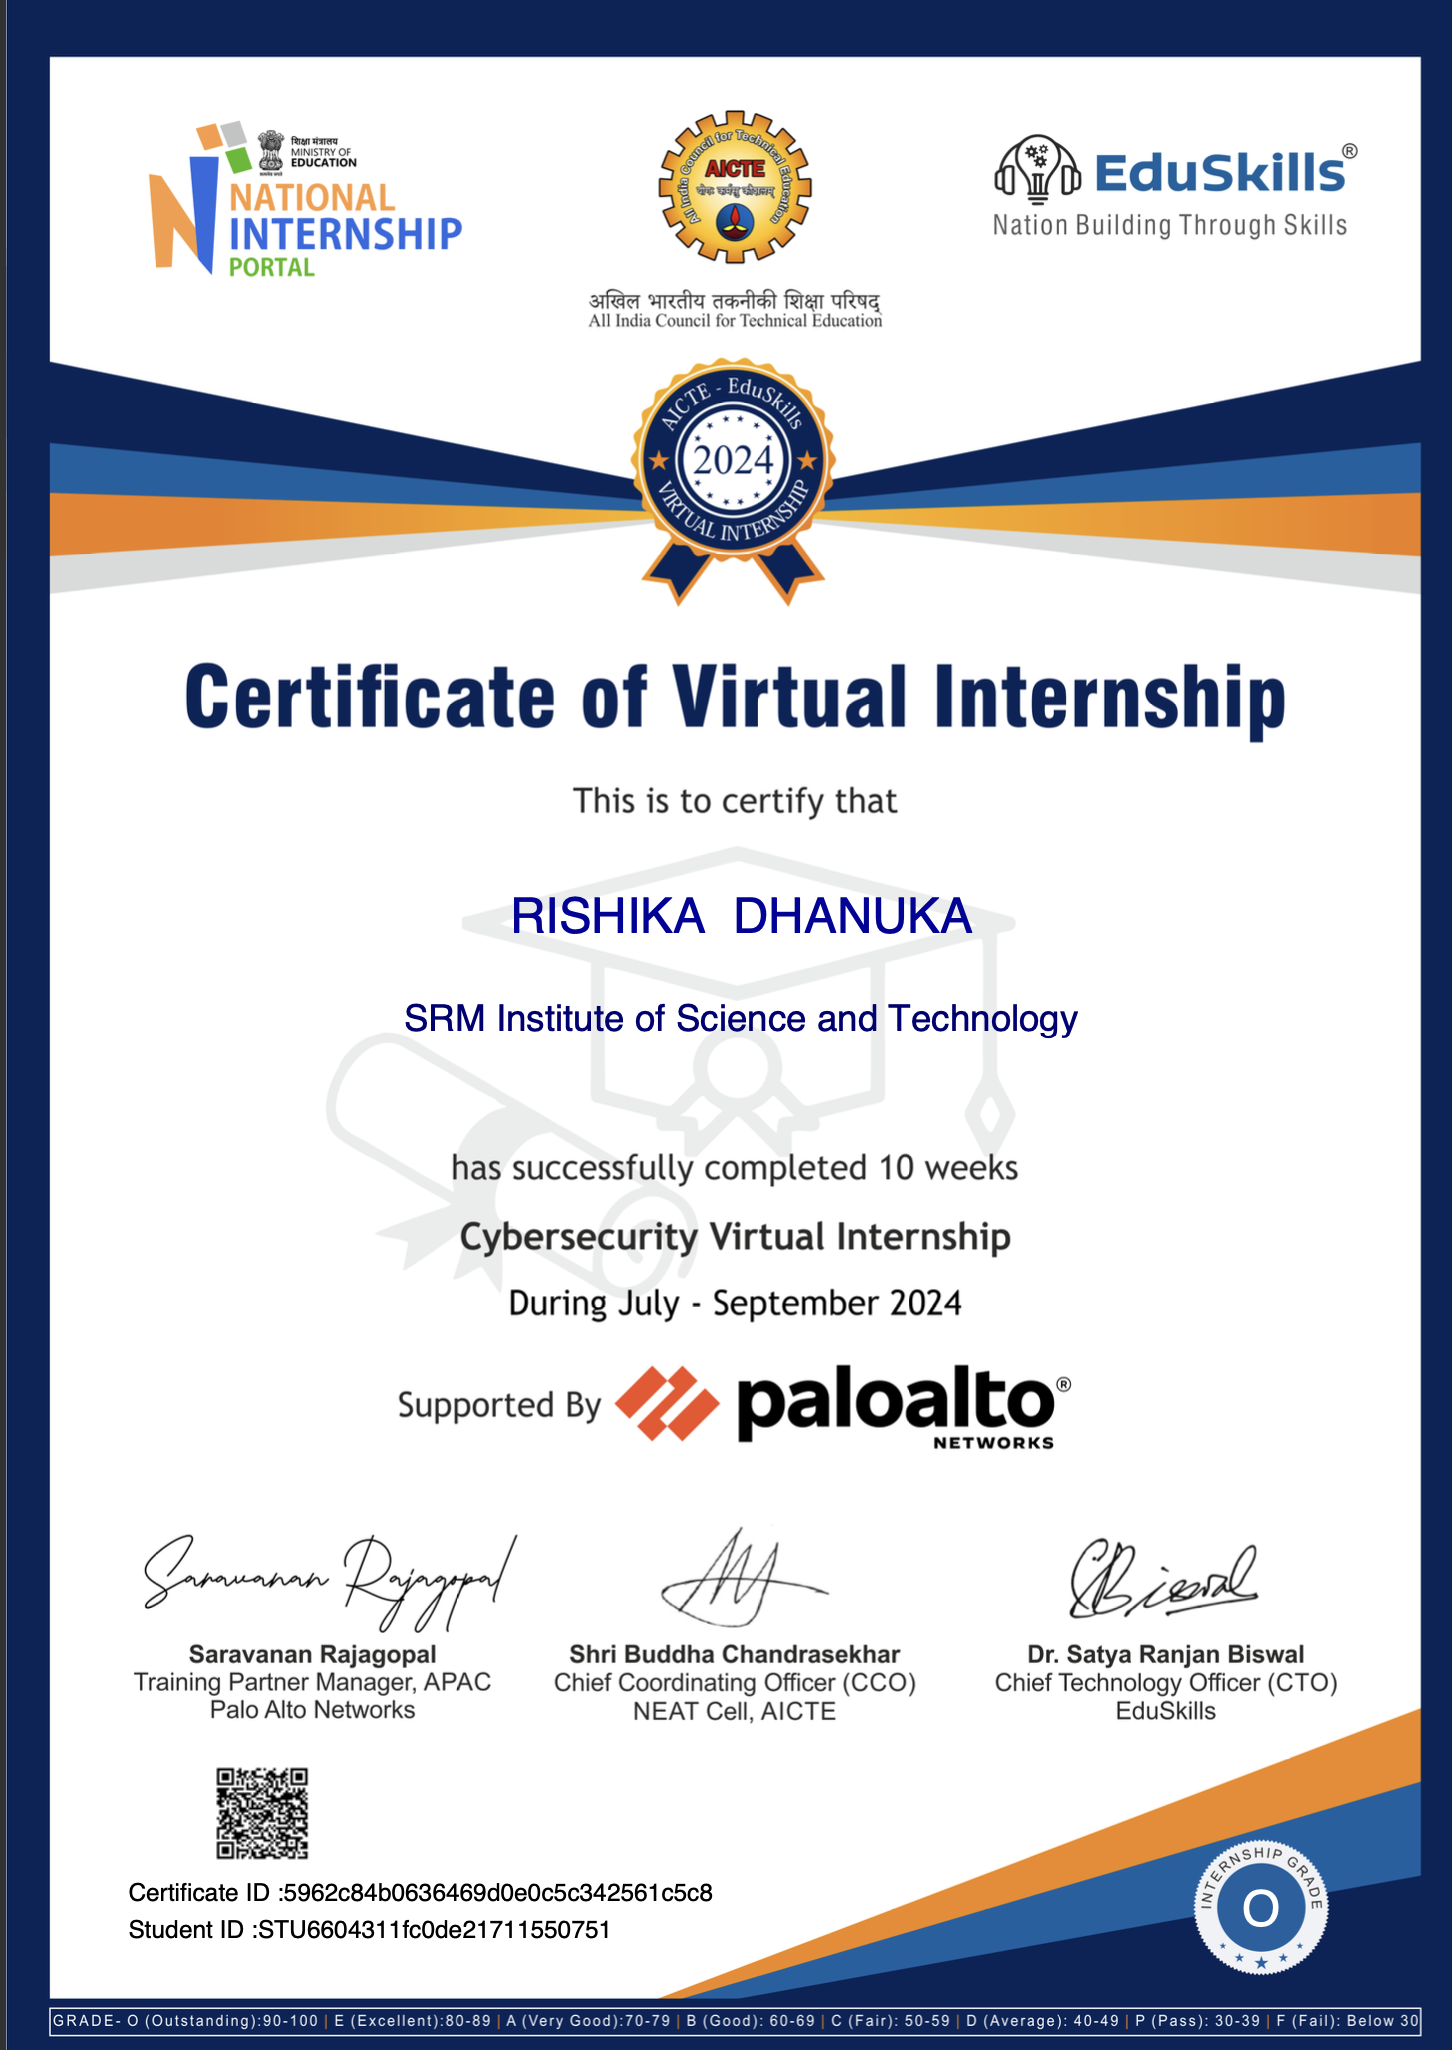 शिक्षा मंत्रालय
MINISTRY OF
EDUCATION
NATIONAL
INTERNSHIP
PORTAL
All India Council for Technical Education
AICTE
योगः कर्मसु कौशलम्
अखिल भारतीय तकनीकी शिक्षा परिषद्
All India Council for Technical Education
EduSkills®
Nation Building Through Skills
AICTE - EduSkills
2024
VIRTUAL INTERNSHIP
Certificate of Virtual Internship
This is to certify that
RISHIKA DHANUKA
SRM Institute of Science and Technology
has successfully completed 10 weeks
Cybersecurity Virtual Internship
During July - September 2024
Supported By paloalto®
NETWORKS
Saravanan Rajagopal
Saravanan Rajagopal
Training Partner Manager, APAC
Palo Alto Networks
Shri Buddha Chandrasekhar
Chief Coordinating Officer (CCO)
NEAT Cell, AICTE
Biswal
Dr. Satya Ranjan Biswal
Chief Technology Officer (CTO)
EduSkills
Certificate ID :5962c84b0636469d0e0c5c342561c5c8
Student ID :STU6604311fc0de21711550751
INTERNSHIP GRADE
O
GRADE- O (Outstanding):90-100 | E (Excellent):80-89 | A (Very Good):70-79 | B (Good): 60-69 | C (Fair): 50-59 | D (Average): 40-49 | P (Pass): 30-39 | F (Fail): Below 30